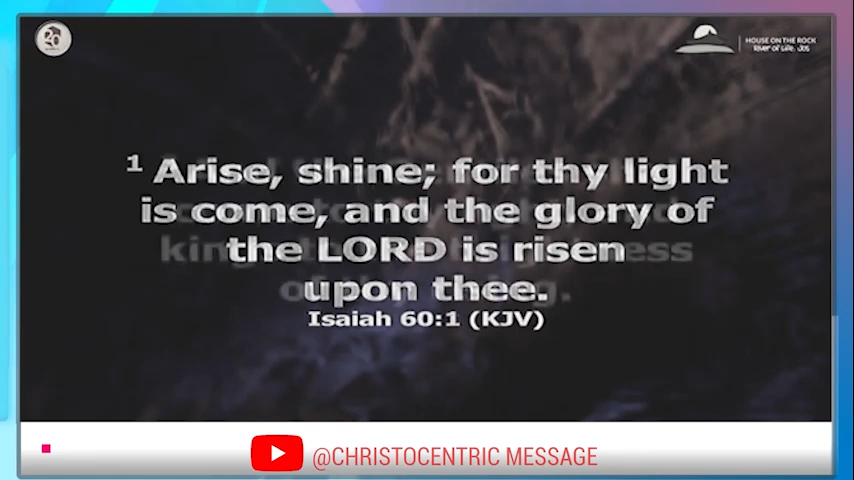 20
HOUSE ON THE ROCK
River of Life, Jos
1 Arise, shine; for thy light
is come, and the glory of
the LORD is risen
upon thee.
Isaiah 60:1 (KJV)
@CHRISTOCENTRIC MESSAGE